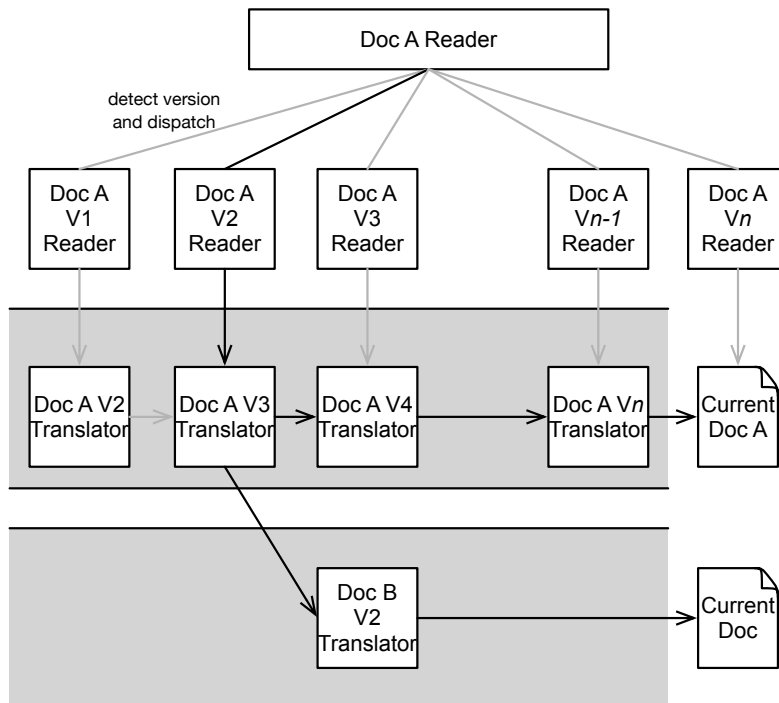 Doc A Reader
detect version
and dispatch
Doc A
V1
Reader
Doc A
V2
Reader
Doc A
V3
Reader
Doc A
Vn-1
Reader
Doc A
Vn
Reader
Doc A V2
Translator
Doc A V3
Translator
Doc A V4
Translator
Doc A Vn
Translator
Current
Doc A
Doc B
V2
Translator
Current
Doc